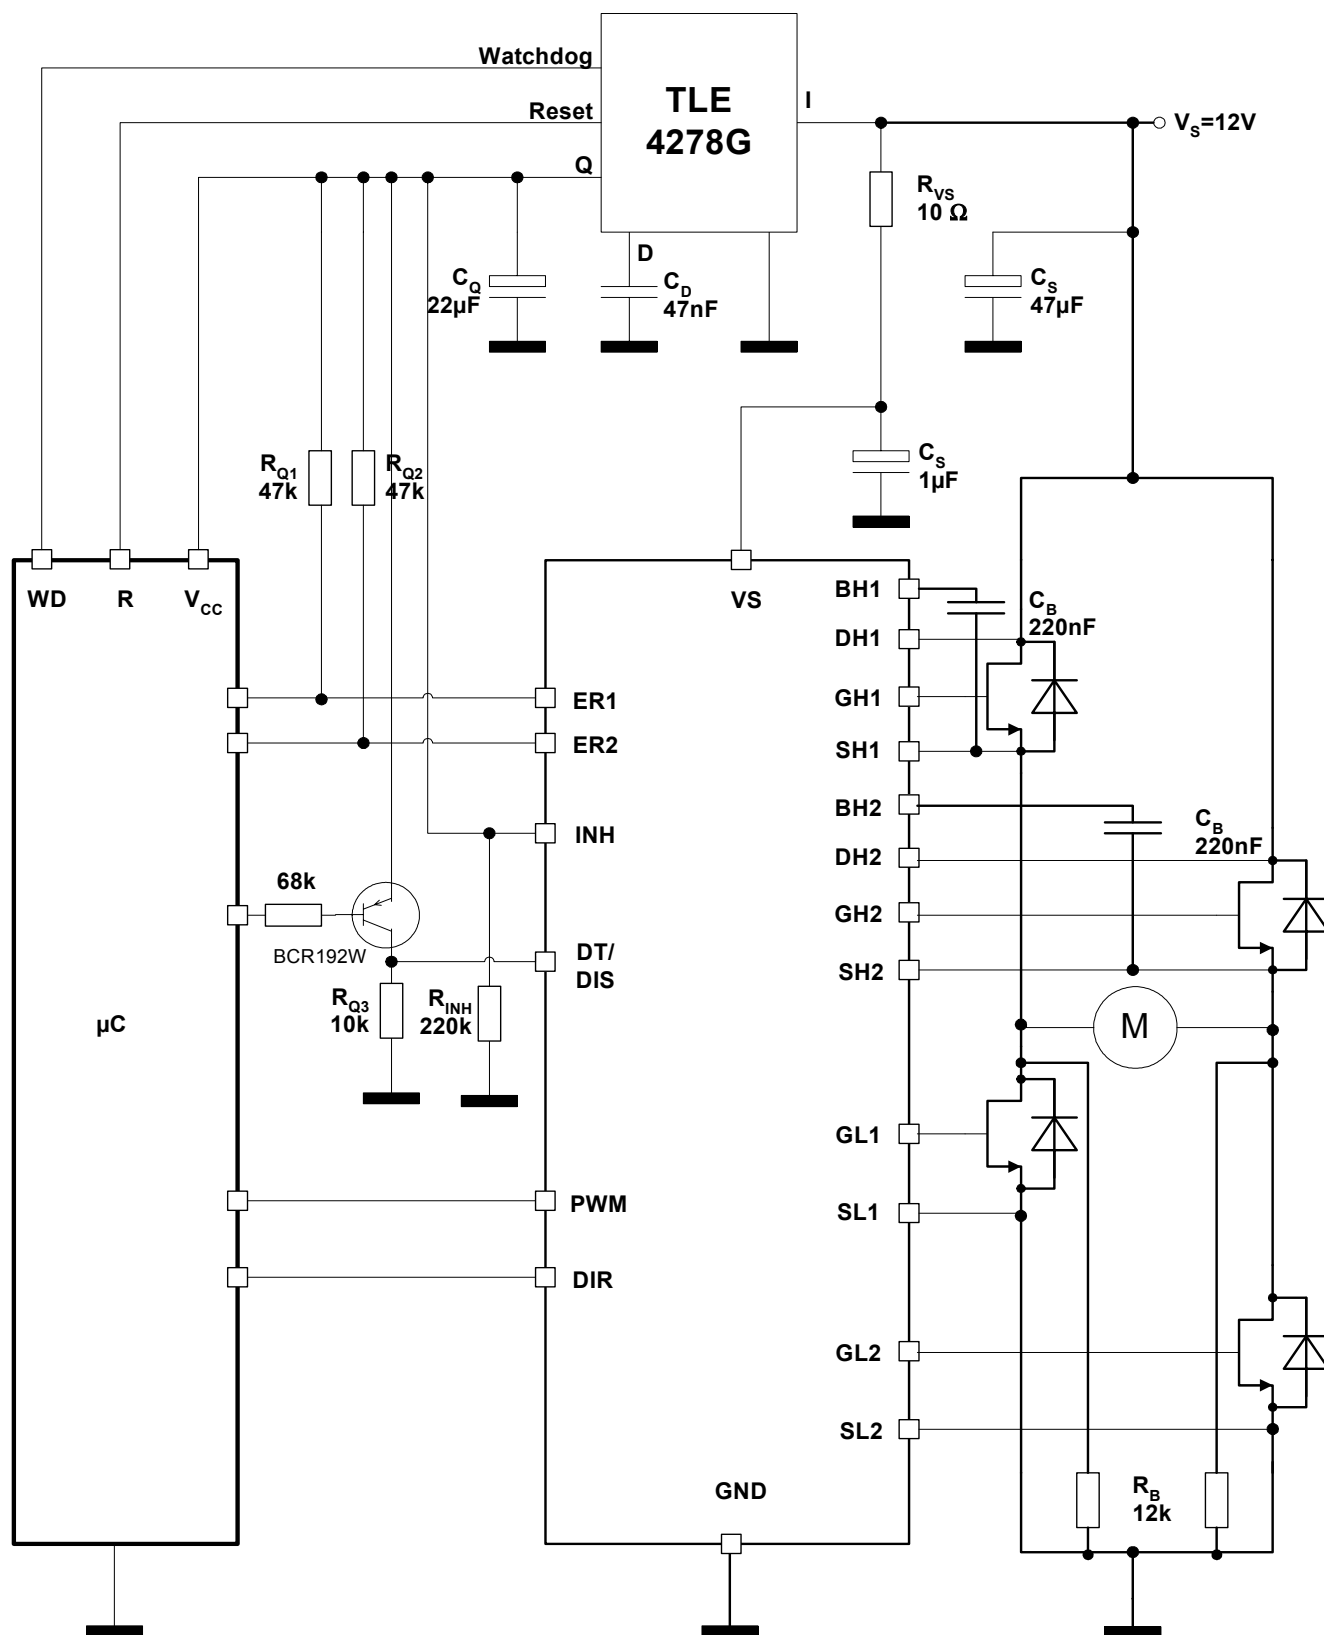 Watchdog
TLE
4278G
I
Reset
V_S=12V
Q
R_VS
10 Ω
D
C_Q
22µF
C_D
47nF
C_S
47µF
R_Q1
47k
R_Q2
47k
C_S
1µF
WD
R
V_CC
VS
BH1
C_B
220nF
DH1
ER1
GH1
ER2
SH1
BH2
C_B
220nF
INH
DH2
68k
GH2
BCR192W
DT/
DIS
SH2
R_Q3
10k
R_INH
220k
µC
M
GL1
PWM
SL1
DIR
GL2
SL2
GND
R_B
12k